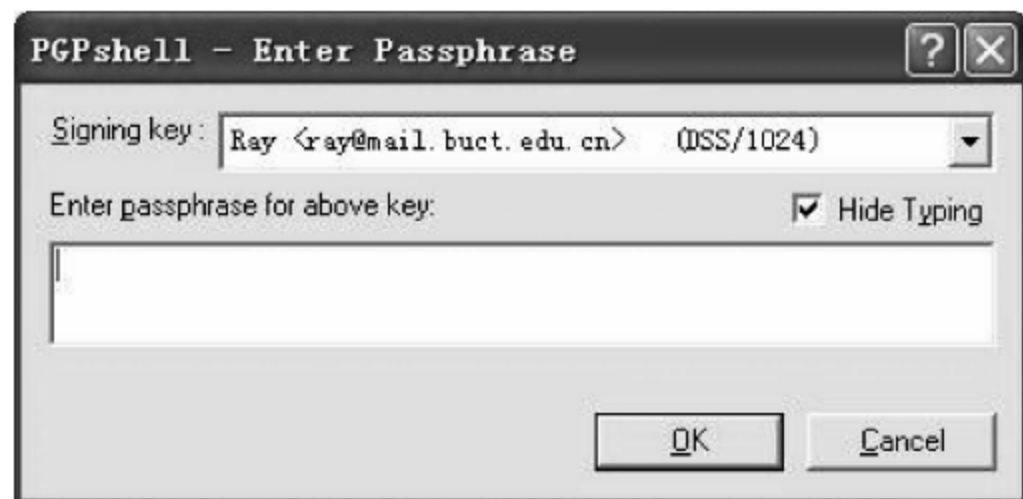 PGPshell - Enter Passphrase
Signing key: Ray <ray@mail.buct.edu.cn> (DSS/1024)
Enter passphrase for above key: Hide Typing
OK Cancel